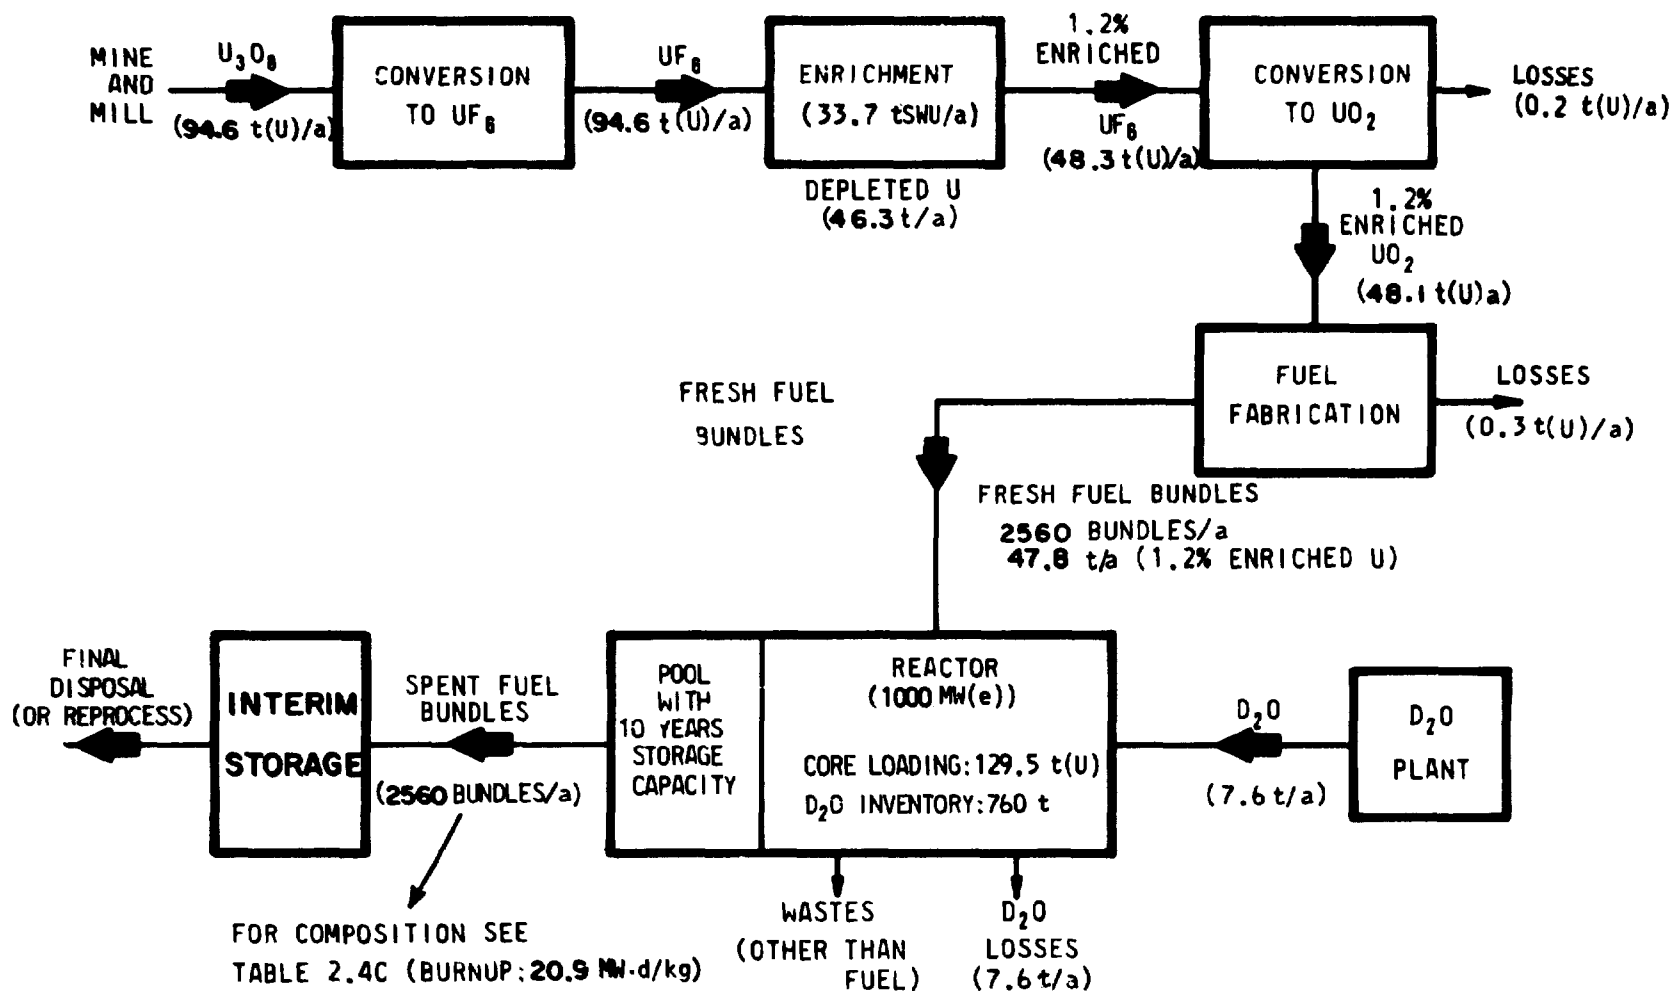 MINE
AND
MILL
U₃O₈
(94.6 t(U)/a)
CONVERSION
TO UF₆
UF₆
(94.6 t(U)/a)
ENRICHMENT
(33.7 tSWU/a)
DEPLETED U
(46.3 t/a)
1.2%
ENRICHED
UF₆
(48.3 t(U)/a)
CONVERSION
TO UO₂
LOSSES
(0.2 t(U)/a)
1.2%
ENRICHED
UO₂
(48.1 t(U)a)
FUEL
FABRICATION
LOSSES
(0.3 t(U)/a)
FRESH FUEL
BUNDLES
FRESH FUEL BUNDLES
2560 BUNDLES/a
47.8 t/a (1.2% ENRICHED U)
FINAL
DISPOSAL
(OR REPROCESS)
INTERIM
STORAGE
SPENT FUEL
BUNDLES
(2560 BUNDLES/a)
POOL
WITH
10 YEARS
STORAGE
CAPACITY
REACTOR
(1000 MW(e))
CORE LOADING: 129.5 t(U)
D₂O INVENTORY: 760 t
D₂O
(7.6 t/a)
D₂O
PLANT
FOR COMPOSITION SEE
TABLE 2.4C (BURNUP: 20.9 MW·d/kg)
WASTES
(OTHER THAN
FUEL)
D₂O
LOSSES
(7.6 t/a)